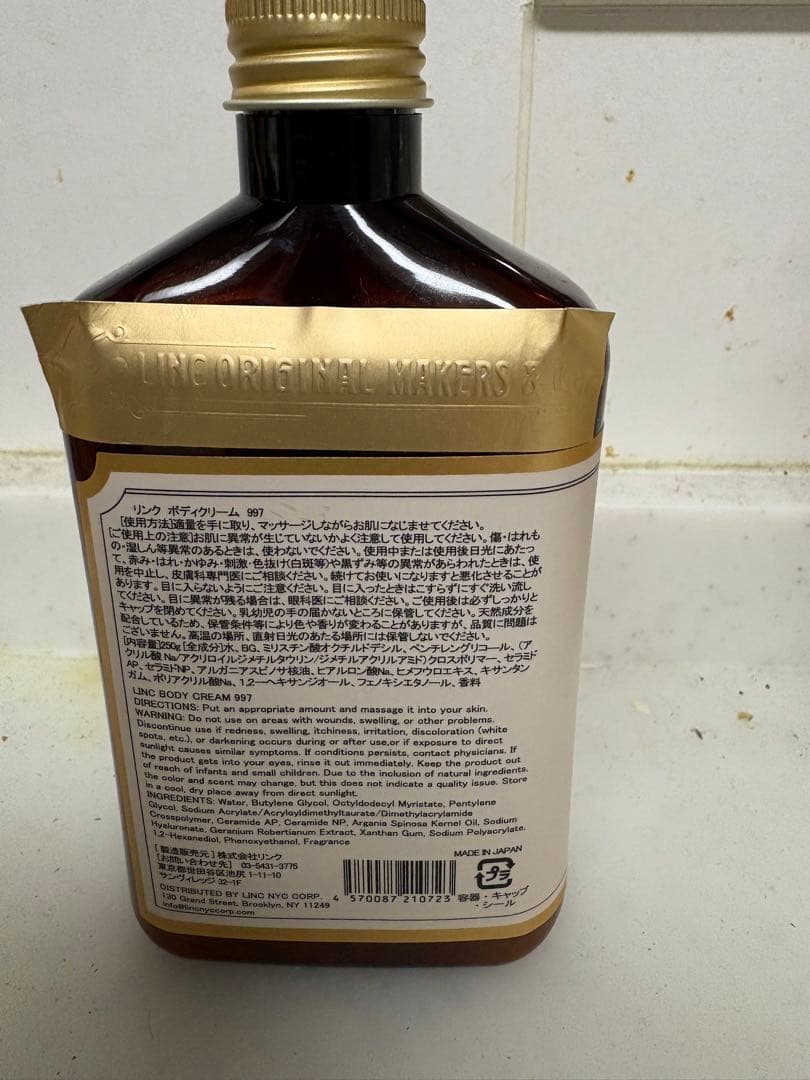 LINC ORIGINAL MAKERS &
リンク ボディクリーム 997
[使用方法]適量を手に取り、マッサージしながらお肌になじませてください。
[ご使用上の注意]お肌に異常が生じていないかよく注意して使用してください。傷・はれも
の・湿しん等異常のあるときは、使わないでください。使用中または使用後日光にあたっ
て、赤み・はれ・かゆみ・刺激・色抜け(白斑等)や黒ずみ等の異常があらわれたときは、使
用を中止し、皮膚科専門医にご相談ください。続けてお使いになりますと悪化させることが
あります。目に入らないようにご注意ください。目に入ったときはこすらずにすぐ洗い流し
てください。目に異常が残る場合は、眼科医にご相談ください。ご使用後は必ずしっかりと
キャップを閉めてください。乳幼児の手の届かないところに保管してください。天然成分を
配合しているため、保管条件等により色や香りが変わることがありますが、品質に問題は
ございません。高温の場所、直射日光のあたる場所には保管しないでください。
[内容量]250g [全成分]水、BG、ミリスチン酸オクチルドデシル、ペンチレングリコール、(ア
クリル酸Na/アクリロイルジメチルタウリン/ジメチルアクリルアミド)クロスポリマー、セラミド
AP、セラミドNP、アルガニアスピノサ核油、ヒアルロン酸Na、ヒメフウロエキス、キサンタン
ガム、ポリアクリル酸Na、1,2-ヘキサンジオール、フェノキシエタノール、香料
LINC BODY CREAM 997
DIRECTIONS: Put an appropriate amount and massage it into your skin.
WARNING: Do not use on areas with wounds, swelling, or other problems.
Discontinue use if redness, swelling, itchiness, irritation, discoloration (white
spots, etc.), or darkening occurs during or after use,or if exposure to direct
sunlight causes similar symptoms. If conditions persist, contact physicians. If
the product gets into your eyes, rinse it out immediately. Keep the product out
of reach of infants and small children. Due to the inclusion of natural ingredients,
the color and scent may change, but this does not indicate a quality issue. Store
in a cool, dry place away from direct sunlight.
INGREDIENTS: Water, Butylene Glycol, Octyldodecyl Myristate, Pentylene
Glycol, Sodium Acrylate/Acryloyldimethyltaurate/Dimethylacrylamide
Crosspolymer, Ceramide AP, Ceramide NP, Argania Spinosa Kernel Oil, Sodium
Hyaluronate, Geranium Robertianum Extract, Xanthan Gum, Sodium Polyacrylate,
1,2-Hexanediol, Phenoxyethanol, Fragrance
[製造販売元] 株式会社リンク
[お問い合わせ先] 03-5431-3775
東京都世田谷区池尻 1-11-10
サンヴィレッジ 32-1F
DISTRIBUTED BY LINC NYC CORP.
130 Grand Street, Brooklyn, NY 11249
info@lincnyccorp.com
4 570087 210723
MADE IN JAPAN
プラ
容器・キャップ
・シール